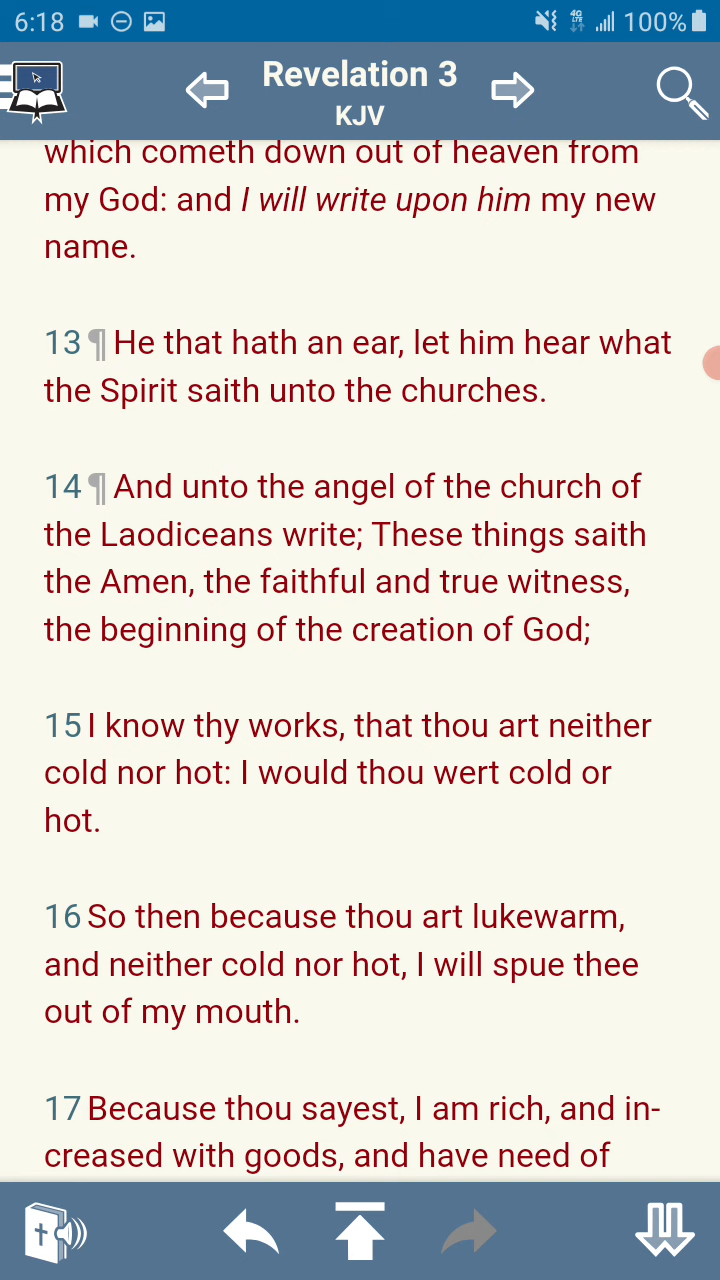 6:18
4G
LTE
100%
Revelation 3
KJV
which cometh down out of heaven from
my God: and I will write upon him my new
name.
13 ¶ He that hath an ear, let him hear what
the Spirit saith unto the churches.
14 ¶ And unto the angel of the church of
the Laodiceans write; These things saith
the Amen, the faithful and true witness,
the beginning of the creation of God;
15 I know thy works, that thou art neither
cold nor hot: I would thou wert cold or
hot.
16 So then because thou art lukewarm,
and neither cold nor hot, I will spue thee
out of my mouth.
17 Because thou sayest, I am rich, and in-
creased with goods, and have need of